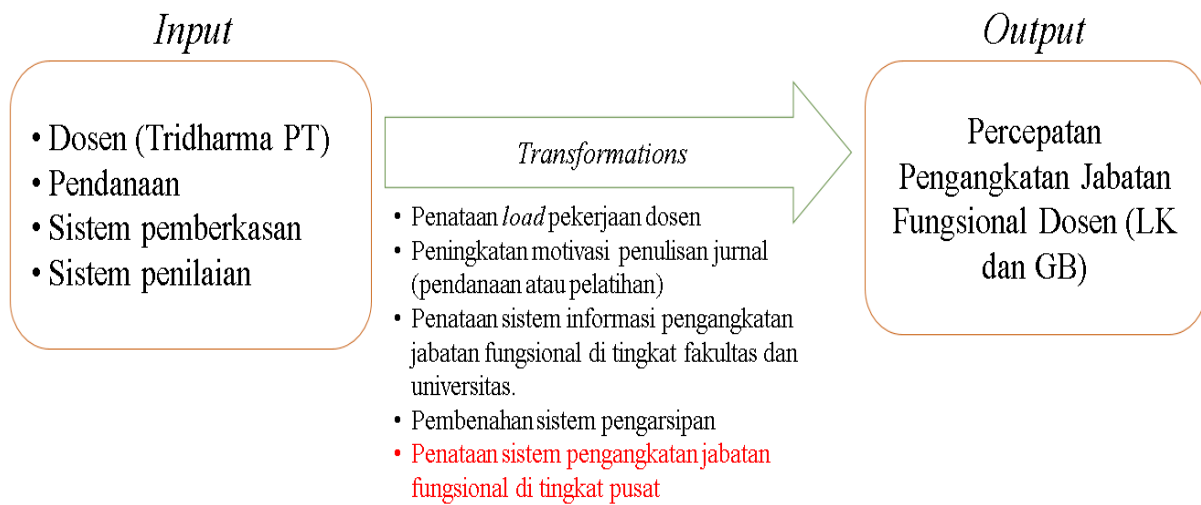 Input
• Dosen (Tridharma PT)
• Pendanaan
• Sistem pemberkasan
• Sistem penilaian
Transformations
• Penataan load pekerjaan dosen
• Peningkatan motivasi penulisan jurnal
(pendanaan atau pelatihan)
• Penataan sistem informasi pengangkatan
jabatan fungsional di tingkat fakultas dan
universitas.
• Pembenahan sistem pengarsipan
• Penataan sistem pengangkatan jabatan
fungsional di tingkat pusat
Output
Percepatan
Pengangkatan Jabatan
Fungsional Dosen (LK
dan GB)